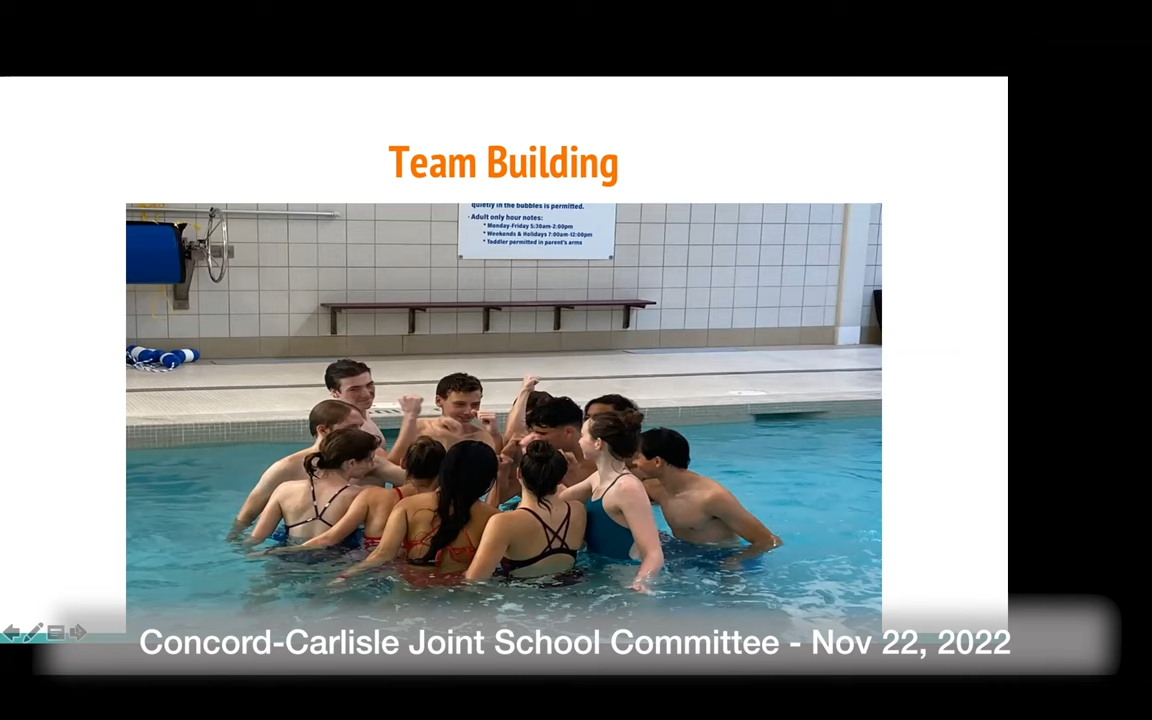 Team Building
quietly in the bubbles is permitted.
· Adult only hour notes:
* Monday-Friday 5:30am-2:00pm
* Weekends & Holidays 7:00am-12:00pm
* Toddler permitted in parent's arms
Concord-Carlisle Joint School Committee - Nov 22, 2022